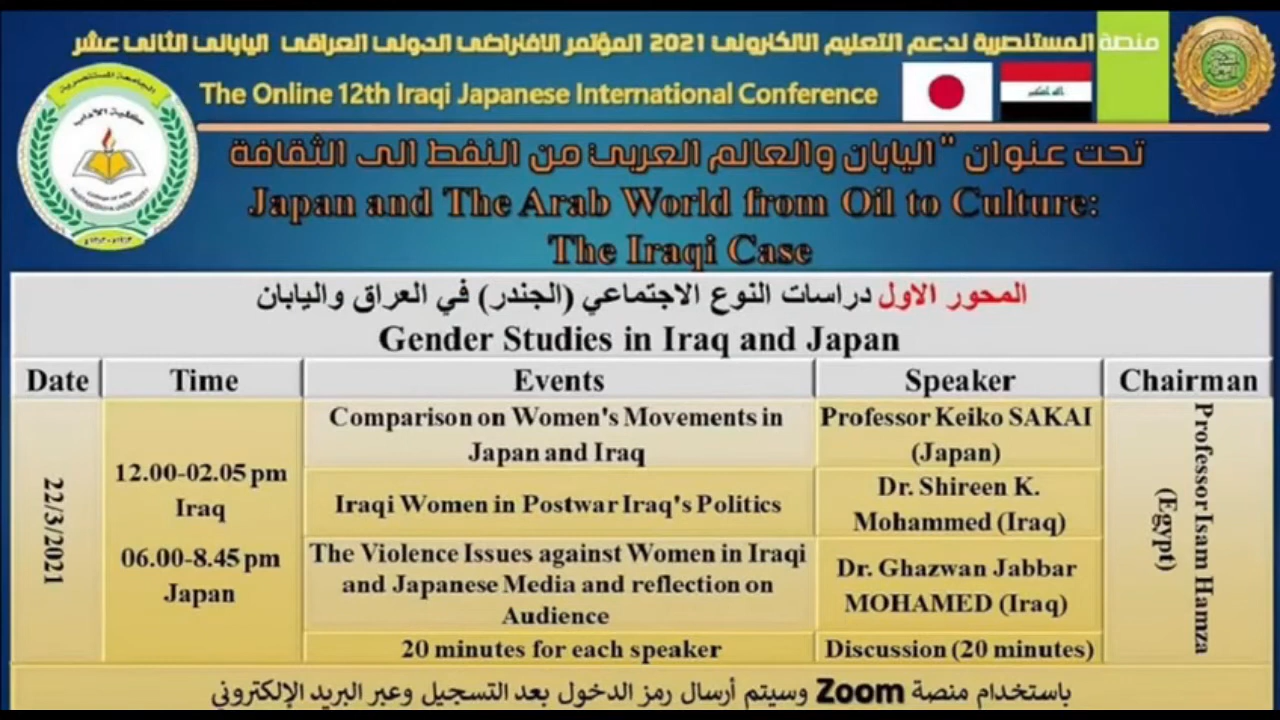 منصة المستنصرية لدعم التعليم الالكتروني 2021 المؤتمر الافتراضي الدولي العراقي الياباني الثاني عشر
The Online 12th Iraqi Japanese International Conference
تحت عنوان "اليابان والعالم العربي من النفط الى الثقافة
Japan and The Arab World from Oil to Culture:
The Iraqi Case
الجامعة المستنصرية
كلية الآداب
المحور الاول دراسات النوع الاجتماعي (الجندر) في العراق واليابان
Gender Studies in Iraq and Japan
Date Time Events Speaker Chairman
22/3/2021
12.00-02.05 pm
Iraq
06.00-8.45 pm
Japan
Comparison on Women's Movements in
Japan and Iraq
Professor Keiko SAKAI
(Japan)
Iraqi Women in Postwar Iraq's Politics
Dr. Shireen K.
Mohammed (Iraq)
The Violence Issues against Women in Iraqi
and Japanese Media and reflection on
Audience
Dr. Ghazwan Jabbar
MOHAMED (Iraq)
20 minutes for each speaker
Discussion (20 minutes)
Professor Isam Hamza
(Egypt)
باستخدام منصة Zoom وسيتم أرسال رمز الدخول بعد التسجيل وعبر البريد الإلكتروني